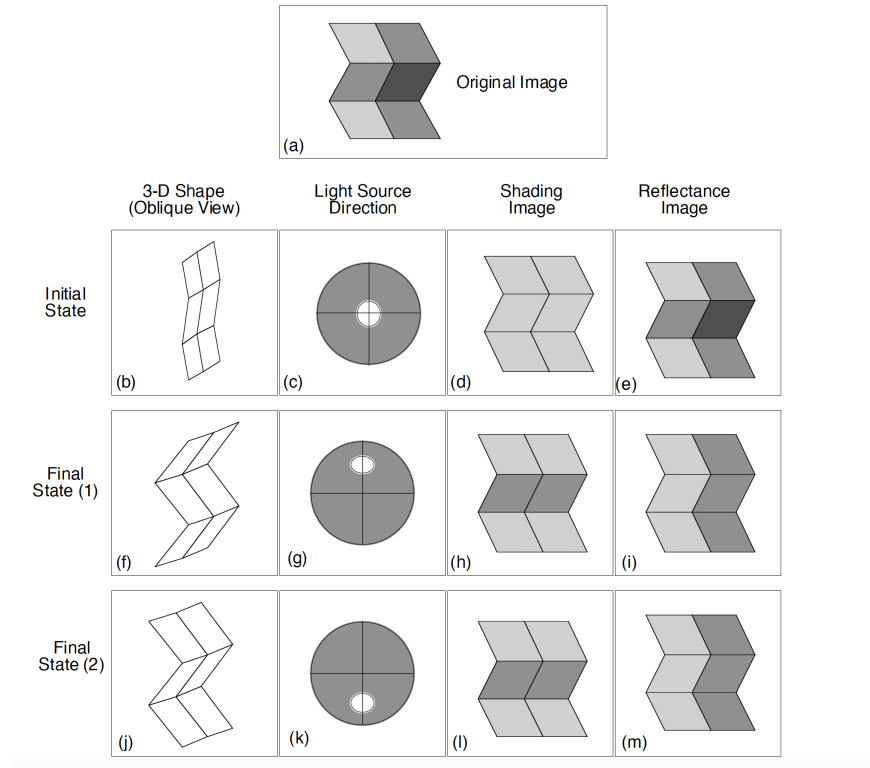 Original Image
(a)
3-D Shape
(Oblique View)
Light Source
Direction
Shading
Image
Reflectance
Image
Initial
State
(b)
(c)
(d)
(e)
Final
State (1)
(f)
(g)
(h)
(i)
Final
State (2)
(j)
(k)
(l)
(m)